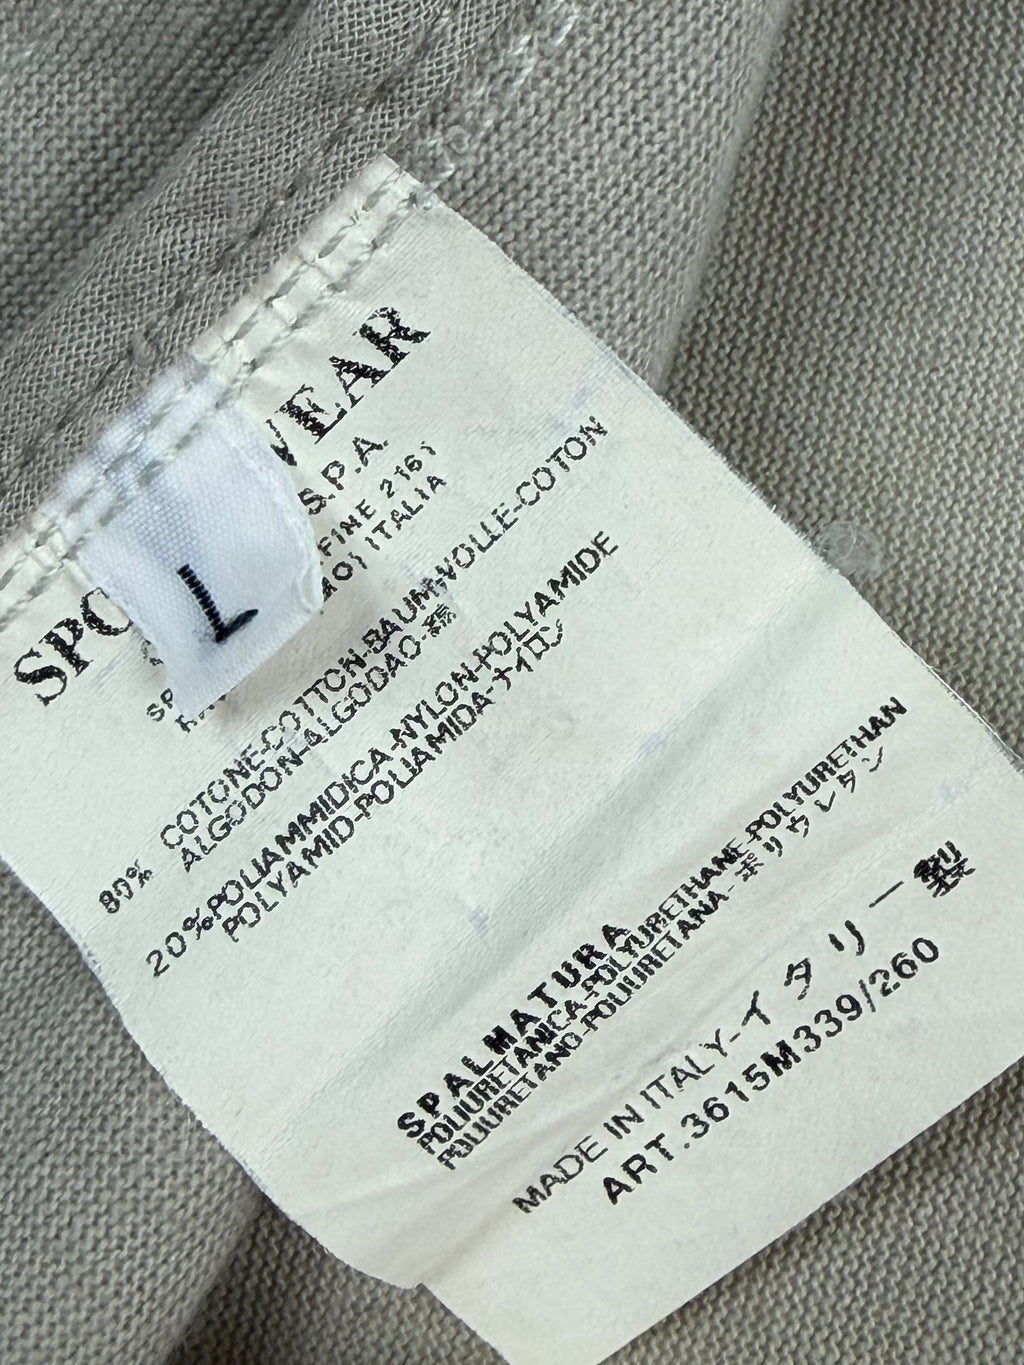 L
S.P.A.
ITALIA
80% COTONE-COTTON-BAUMWOLLE-COTON
ALGODON-ALGODAO-綿
20%POLIAMMIDICA-NYLON-POLYAMIDE
POLYAMID-POLIAMIDA-ナイロン
SPALMATURA
POLIURETANICA-POLYURETHANE-POLYURETHAN
POLIURETANO-POLIURETANA-ポリウレタン
MADE IN ITALY-イタリー製
ART.3615M339/260